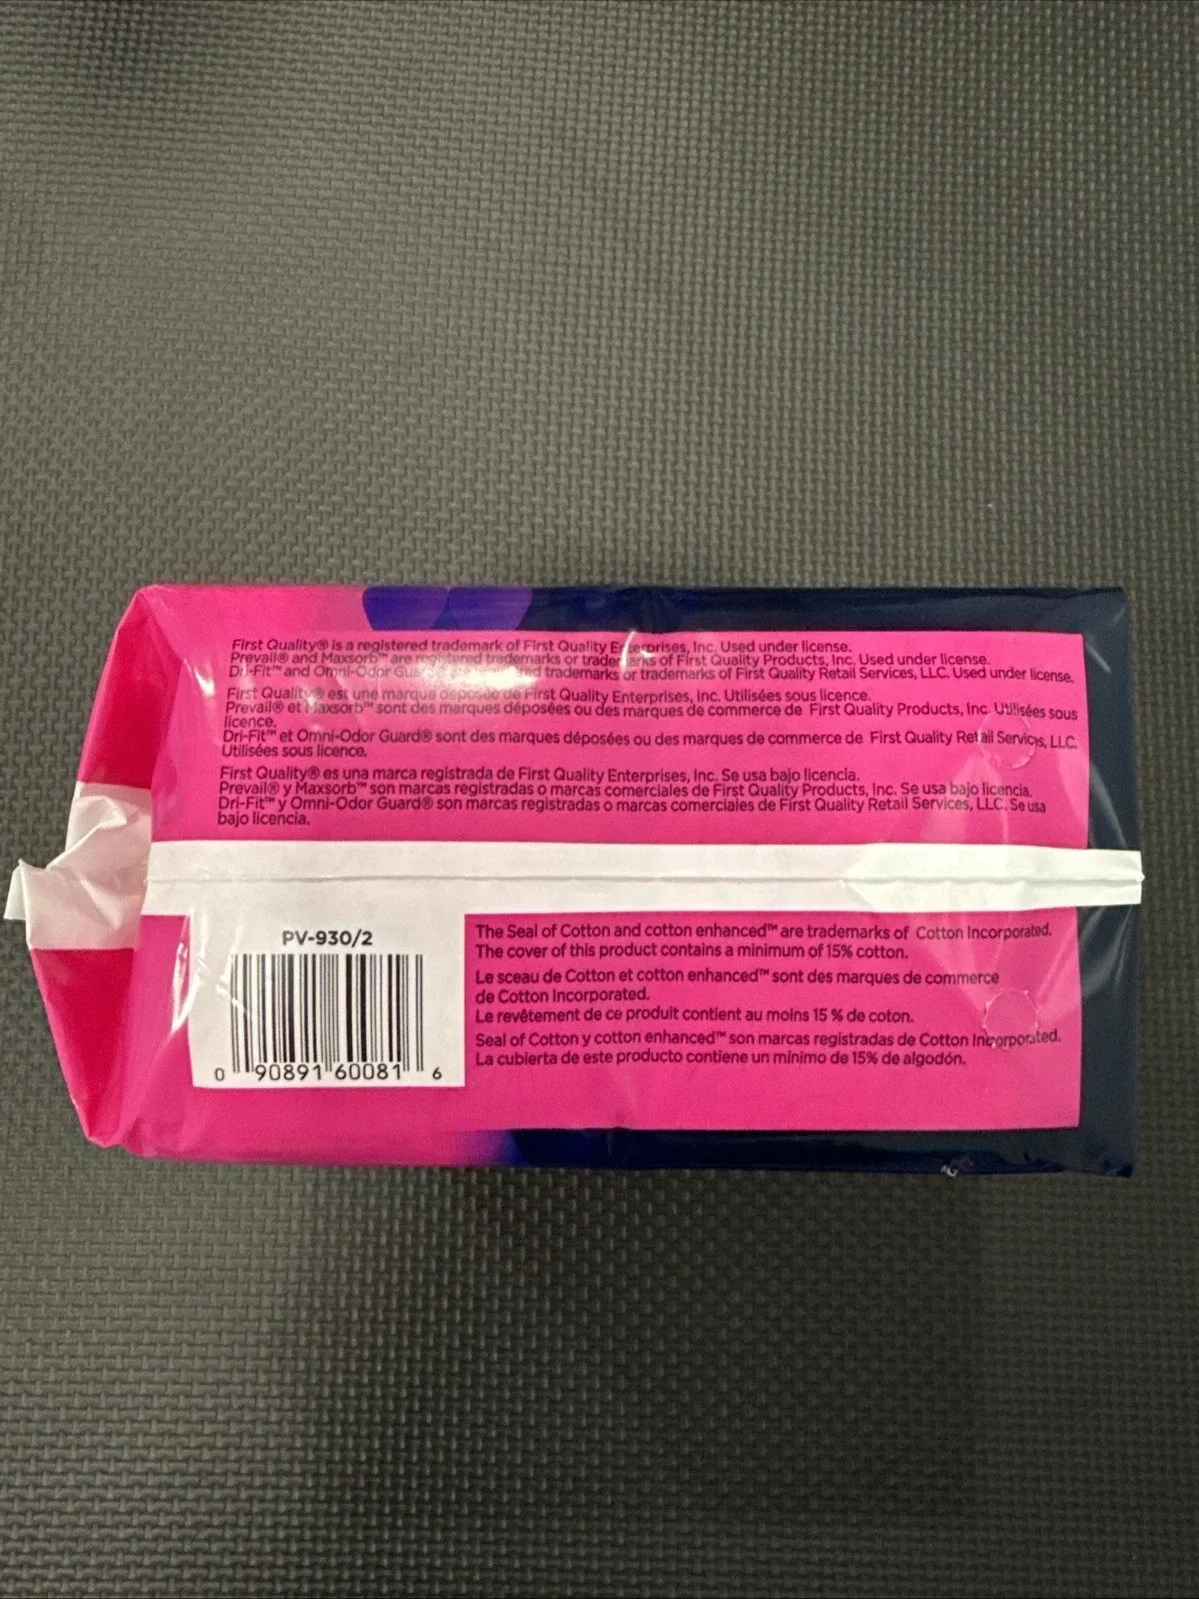 First Quality® is a registered trademark of First Quality Enterprises, Inc. Used under license.
Prevail® and Maxsorb™ are registered trademarks or trademarks of First Quality Products, Inc. Used under license.
Dri-Fit™ and Omni-Odor Guard® are registered trademarks or trademarks of First Quality Retail Services, LLC. Used under license.
First Quality® est une marque déposée de First Quality Enterprises, Inc. Utilisées sous licence.
Prevail® et Maxsorb™ sont des marques déposées ou des marques de commerce de First Quality Products, Inc. Utilisées sous
licence.
Dri-Fit™ et Omni-Odor Guard® sont des marques déposées ou des marques de commerce de First Quality Retail Services, LLC.
Utilisées sous licence.
First Quality® es una marca registrada de First Quality Enterprises, Inc. Se usa bajo licencia.
Prevail® y Maxsorb™ son marcas registradas o marcas comerciales de First Quality Products, Inc. Se usa bajo licencia.
Dri-Fit™ y Omni-Odor Guard® son marcas registradas o marcas comerciales de First Quality Retail Services, LLC. Se usa
bajo licencia.
PV-930/2
0 90891 60081 6
The Seal of Cotton and cotton enhanced™ are trademarks of Cotton Incorporated.
The cover of this product contains a minimum of 15% cotton.
Le sceau de Cotton et cotton enhanced™ sont des marques de commerce
de Cotton Incorporated.
Le revêtement de ce produit contient au moins 15 % de coton.
Seal of Cotton y cotton enhanced™ son marcas registradas de Cotton Incorporated.
La cubierta de este producto contiene un mínimo de 15% de algodón.